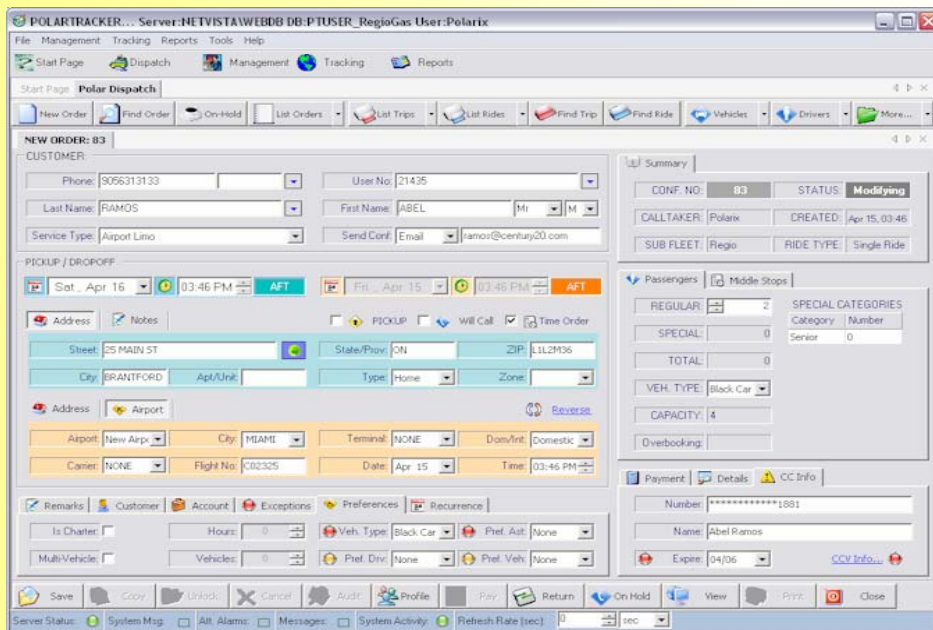 POLARTRACKER... Server:NETVISTA\WEBDB DB:PTUSER_RegioGas User:Polarix
File Management Tracking Reports Tools Help
Start Page Dispatch Management Tracking Reports
Start Page Polar Dispatch
New Order Find Order On-Hold List Orders List Trips List Rides Find Trip Find Ride Vehicles Drivers More...
NEW ORDER: 83
CUSTOMER:
Phone: 9056313133 User No: 21435
Last Name: RAMOS First Name: ABEL Mr M
Service Type: Airport Limo Send Conf: Email ramos@century20.com
PICKUP / DROPOFF
Sat , Apr 16 03:46 PM AFT Fri , Apr 15 03:46 PM AFT
Address Notes PICKUP Will Call Time Order
Street: 25 MAIN ST State/Prov: ON ZIP: L1L2M36
City: BRANTFORD Apt/Unit: Type: Home Zone:
Address Airport Reverse
Airport: New Airpc City: MIAMI Terminal: NONE Dom/Int: Domestic
Carrier: NONE Flight No: C02325 Date: Apr 15 Time: 03:46 PM
Remarks Customer Account Exceptions Preferences Recurrence
Is Charter: Hours: 0 Veh. Type: Black Car Pref. Ast: None
Multi-Vehicle: Vehicles: 0 Pref. Drv: None Pref. Veh: None
Summary
CONF. NO: 83 STATUS: Modifying
CALLTAKER: Polarix CREATED: Apr 15, 03:46
SUB FLEET: Regio RIDE TYPE: Single Ride
Passengers Middle Stops
REGULAR: 2 SPECIAL CATEGORIES
Category Number
SPECIAL: 0 Senior 0
TOTAL: 0
VEH. TYPE: Black Car
CAPACITY: 4
Overbooking:
Payment Details CC Info
Number: ************1881
Name: Abel Ramos
Expire: 04/06 CCV Info...
Save Copy Unlock Cancel Audit Profile Pay Return On Hold View Print Close
Server Status: System Msg: Alt. Alarms: Messages: System Activity: Refresh Rate (sec): 0 sec